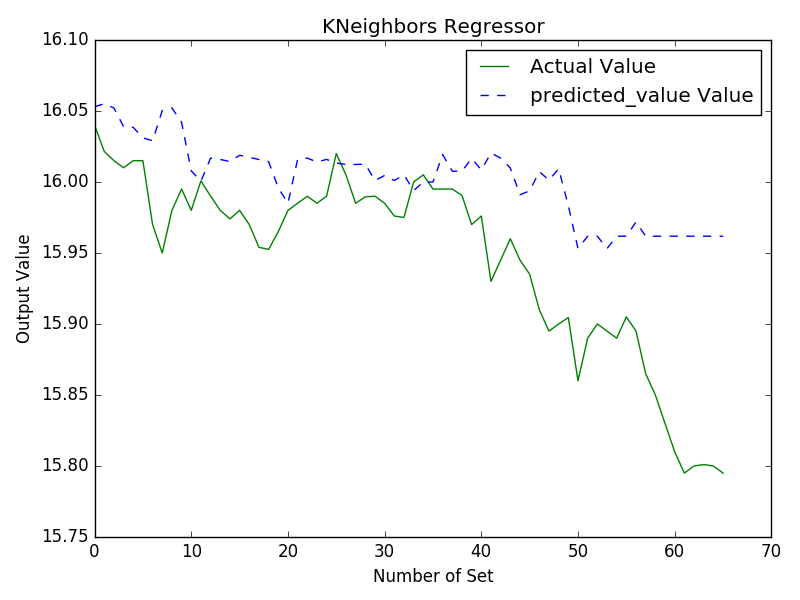 KNeighbors Regressor
Actual Value
predicted_value Value
Output Value
16.10
16.05
16.00
15.95
15.90
15.85
15.80
15.75
0 10 20 30 40 50 60 70
Number of Set